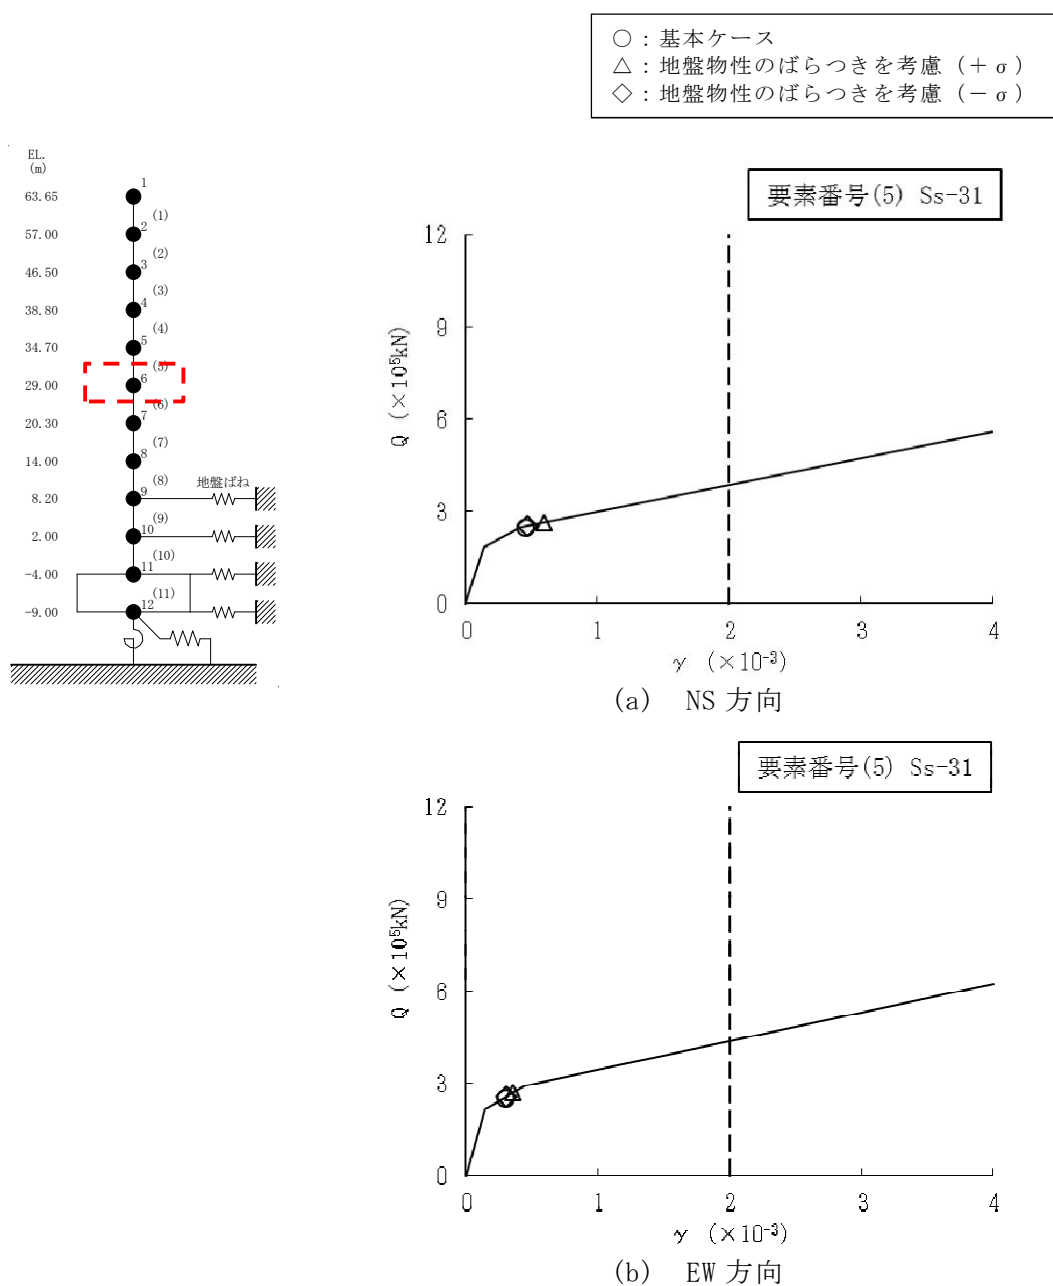 ○：基本ケース
△：地盤物性のばらつきを考慮（＋σ）
◇：地盤物性のばらつきを考慮（－σ）
EL.
(m)
63.65
57.00
46.50
38.80
34.70
29.00
20.30
14.00
8.20
2.00
-4.00
-9.00
1
(1)
2
(2)
3
(3)
4
(4)
5
(5)
6
(6)
7
(7)
8
(8)
9
(9)
10
(10)
11
(11)
12
地盤ばね
要素番号(5) Ss-31
12
9
6
3
0
Q (×10⁵kN)
0 1 2 3 4
γ (×10⁻³)
(a) NS 方向
要素番号(5) Ss-31
12
9
6
3
0
Q (×10⁵kN)
0 1 2 3 4
γ (×10⁻³)
(b) EW 方向